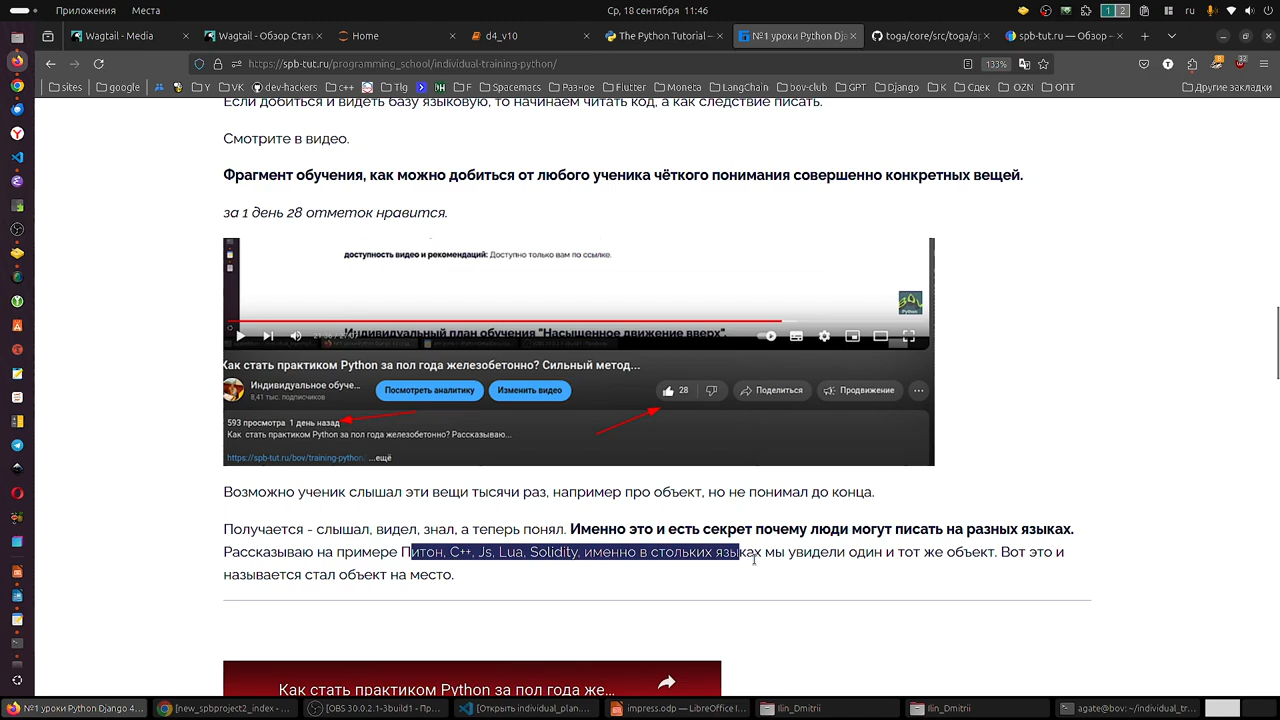 Приложения Места
Ср, 18 сентября 11:46
1 2
ru
Wagtail - Media
Wagtail - Обзор Стат
Home
d4_v10
The Python Tutorial —
№1 уроки Python Django
toga/core/src/toga/ap
spb-tut.ru — Обзор -
https://spb-tut.ru/programming_school/individual-training-python/
133%
sites google Y VK dev-hackers c++ Tlg H F Spacemacs Разное Flutter Moneta LangChain bov-club GPT Django K Сдек OZN ОПТ
Другие закладки
Если добиться и видеть базу языковую, то начинаем читать код, а как следствие писать.
Смотрите в видео.
Фрагмент обучения, как можно добиться от любого ученика чёткого понимания совершенно конкретных вещей.
за 1 день 28 отметок нравится.
доступность видео и рекомендаций: Доступно только вам по ссылке.
Python
Индивидуальный план обучения "Насыщенное движение вверх".
Как стать практиком Python за пол года железобетонно? Сильный метод...
Индивидуальное обуче...
8,41 тыс. подписчиков
Посмотреть аналитику
Изменить видео
28
Поделиться
Продвижение
593 просмотра 1 день назад
Как стать практиком Python за пол года железобетонно? Рассказываю...
https://spb-tut.ru/bov/training-python, ...ещё
Возможно ученик слышал эти вещи тысячи раз, например про объект, но не понимал до конца.
Получается - слышал, видел, знал, а теперь понял. Именно это и есть секрет почему люди могут писать на разных языках.
Рассказываю на примере Питон, C++, Js, Lua, Solidity, именно в стольких языках мы увидели один и тот же объект. Вот это и
называется стал объект на место.
Как стать практиком Python за пол года же...
№1 уроки Python Django 4...
[new_spbproject2_index - ...
[OBS 30.0.2.1-3build1 - Пр...
[Открыть individual_plan....
impress.odp — LibreOffice I...
Ilin_Dmitrii
Ilin_Dmitrii
agate@bov: ~/individual_tr...